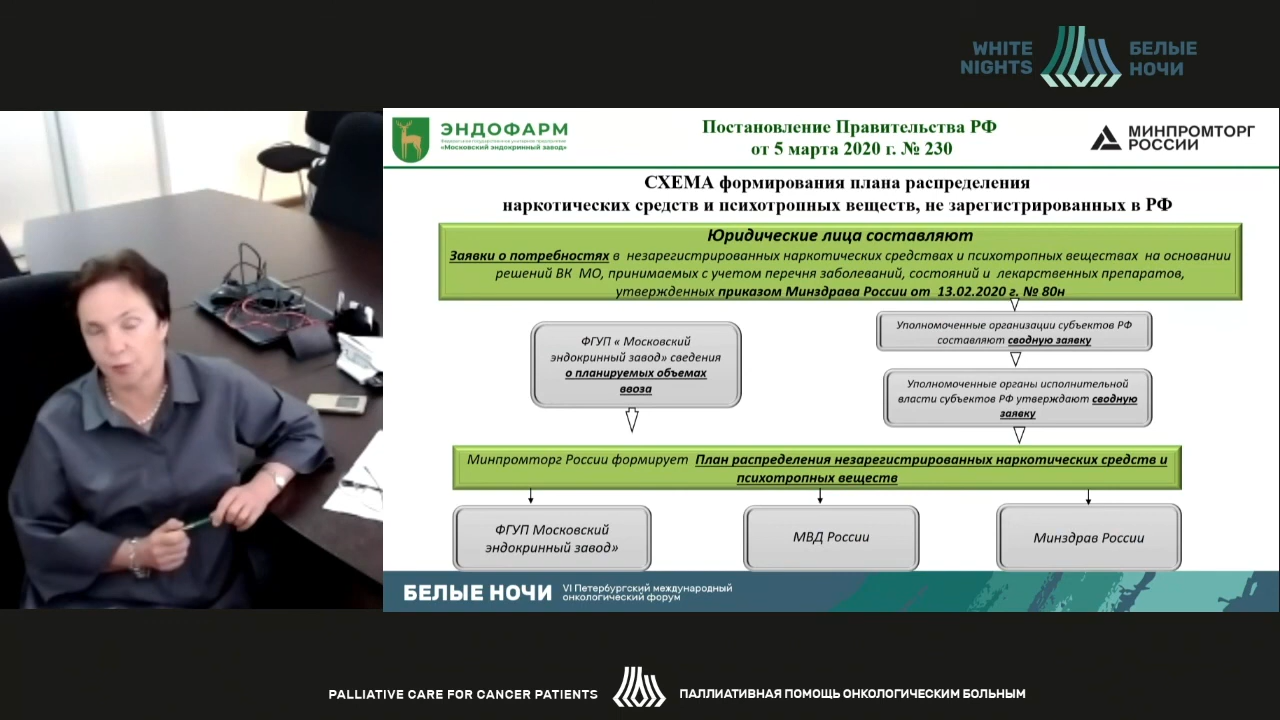 WHITE
NIGHTS
БЕЛЫЕ
НОЧИ
ЭНДОФАРМ
«Московский эндокринный завод»
Постановление Правительства РФ
от 5 марта 2020 г. № 230
МИНПРОМТОРГ
РОССИИ
СХЕМА формирования плана распределения
наркотических средств и психотропных веществ, не зарегистрированных в РФ
Юридические лица составляют
Заявки о потребностях в незарегистрированных наркотических средствах и психотропных веществах на основании
решений ВК МО, принимаемых с учетом перечня заболеваний, состояний и лекарственных препаратов,
утвержденных приказом Минздрава России от 13.02.2020 г. № 80н
ФГУП « Московский
эндокринный завод» сведения
о планируемых объемах
ввоза
Уполномоченные организации субъектов РФ
составляют сводную заявку
Уполномоченные органы исполнительной
власти субъектов РФ утверждают сводную
заявку
Минпромторг России формирует План распределения незарегистрированных наркотических средств и
психотропных веществ
ФГУП Московский
эндокринный завод»
МВД России
Минздрав России
БЕЛЫЕ НОЧИ
VI Петербургский международный
онкологический форум
PALLIATIVE CARE FOR CANCER PATIENTS
ПАЛЛИАТИВНАЯ ПОМОЩЬ ОНКОЛОГИЧЕСКИМ БОЛЬНЫМ